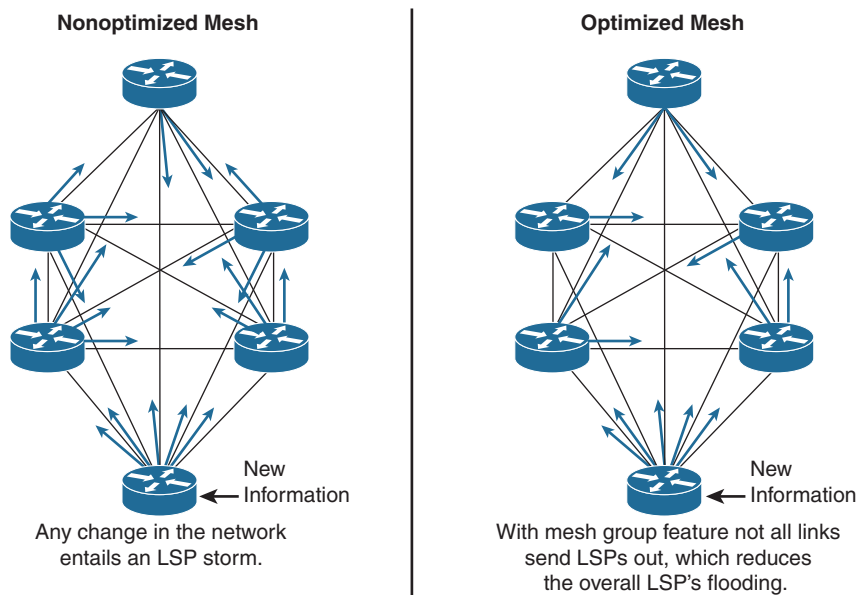 Nonoptimized Mesh
New
Information
Any change in the network
entails an LSP storm.
Optimized Mesh
New
Information
With mesh group feature not all links
send LSPs out, which reduces
the overall LSP's flooding.